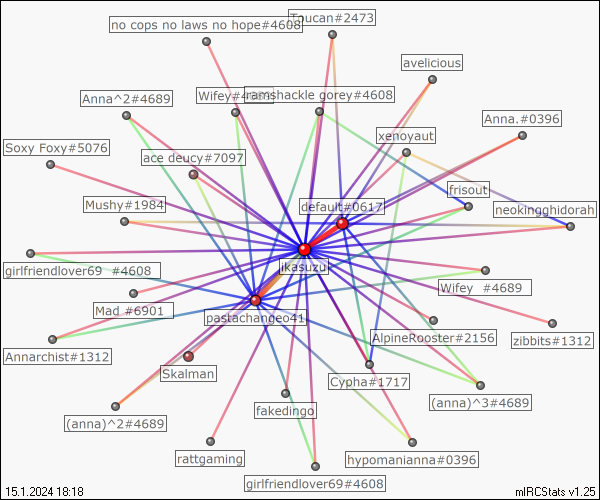 no cops no laws no hope#4608
Toucan#2473
avelicious
Anna^2#4689
Wifey #4689
ramshackle gorey#4608
Anna.#0396
xenoyaut
Soxy Foxy#5076
ace deucy#7097
frisout
Mushy#1984
default#0617
neokingghidorah
girlfriendlover69 #4608
ikasuzu
Wifey #4689
Mad #6901
pastachangeo41
AlpineRooster#2156
zibbits#1312
Annarchist#1312
Skalman
Cypha#1717
(anna)^2#4689
fakedingo
(anna)^3#4689
rattgaming
hypomanianna#0396
girlfriendlover69#4608
15.1.2024 18:18
mIRCStats v1.25